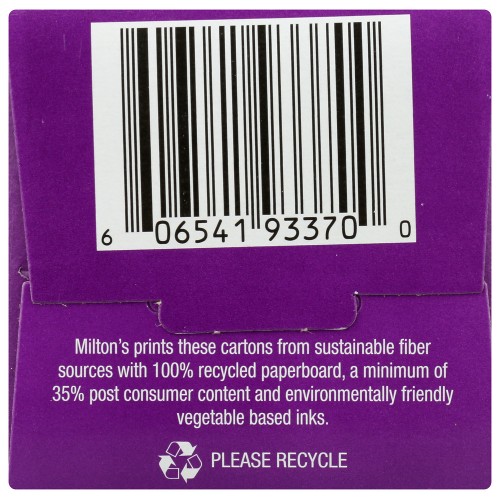 6 06541 93370 0
Milton's prints these cartons from sustainable fiber
sources with 100% recycled paperboard, a minimum of
35% post consumer content and environmentally friendly
vegetable based inks.
PLEASE RECYCLE